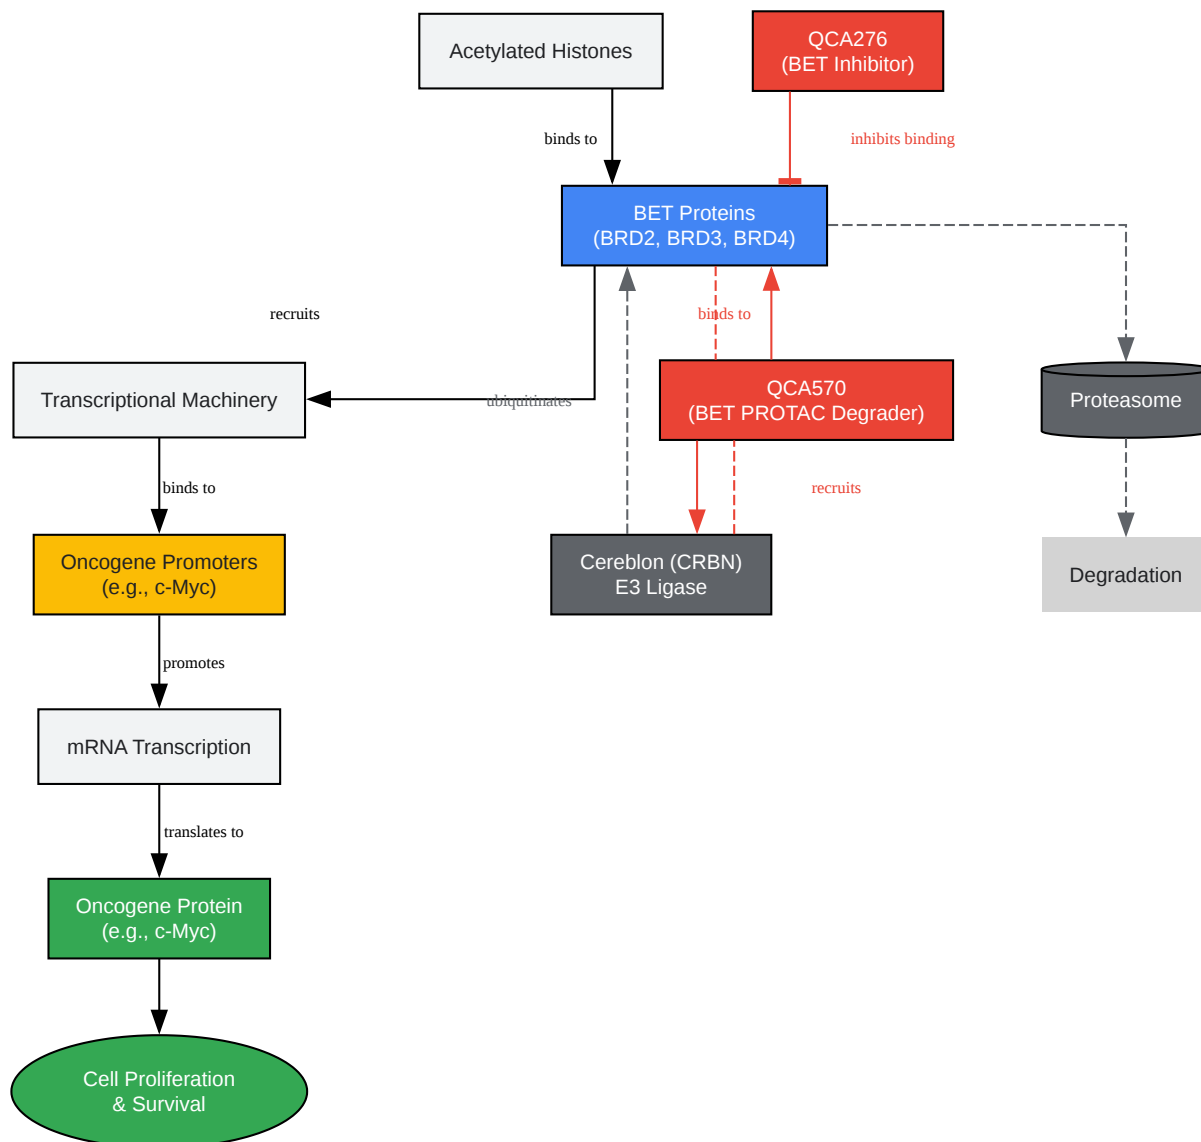 Acetylated Histones
QCA276
(BET Inhibitor)
binds to
inhibits binding
BET Proteins
(BRD2, BRD3, BRD4)
recruits
binds to
Transcriptional Machinery
ubiquitinates
QCA570
(BET PROTAC Degrader)
Proteasome
binds to
recruits
Oncogene Promoters
(e.g., c-Myc)
Cereblon (CRBN)
E3 Ligase
Degradation
promotes
mRNA Transcription
translates to
Oncogene Protein
(e.g., c-Myc)
Cell Proliferation
& Survival